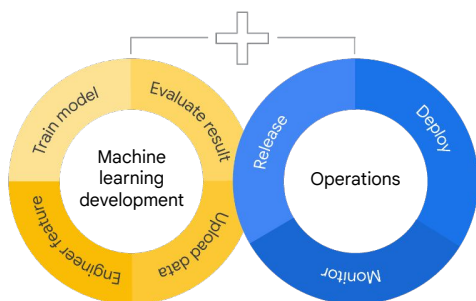 Train model
Evaluate result
Machine
learning
development
Engineer feature
Upload data
Release
Deploy
Operations
Monitor